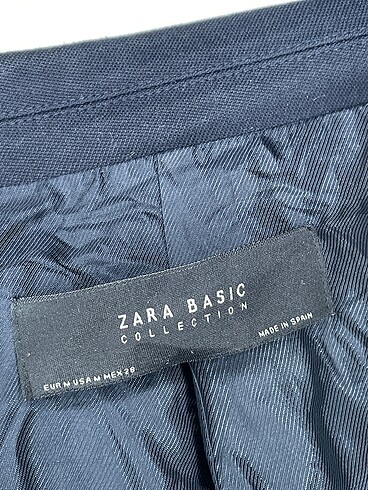 ZARA BASIC
COLLECTION
EUR M USA M MEX 28
MADE IN SPAIN